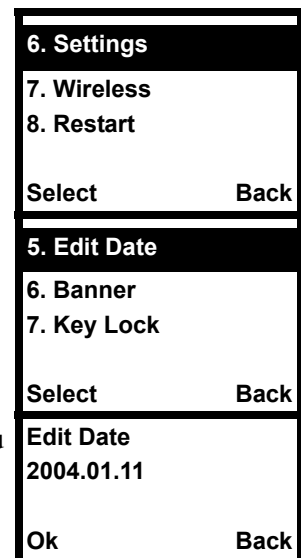 6. Settings
7. Wireless
8. Restart
Select Back
5. Edit Date
6. Banner
7. Key Lock
Select Back
Edit Date
2004.01.11
Ok Back